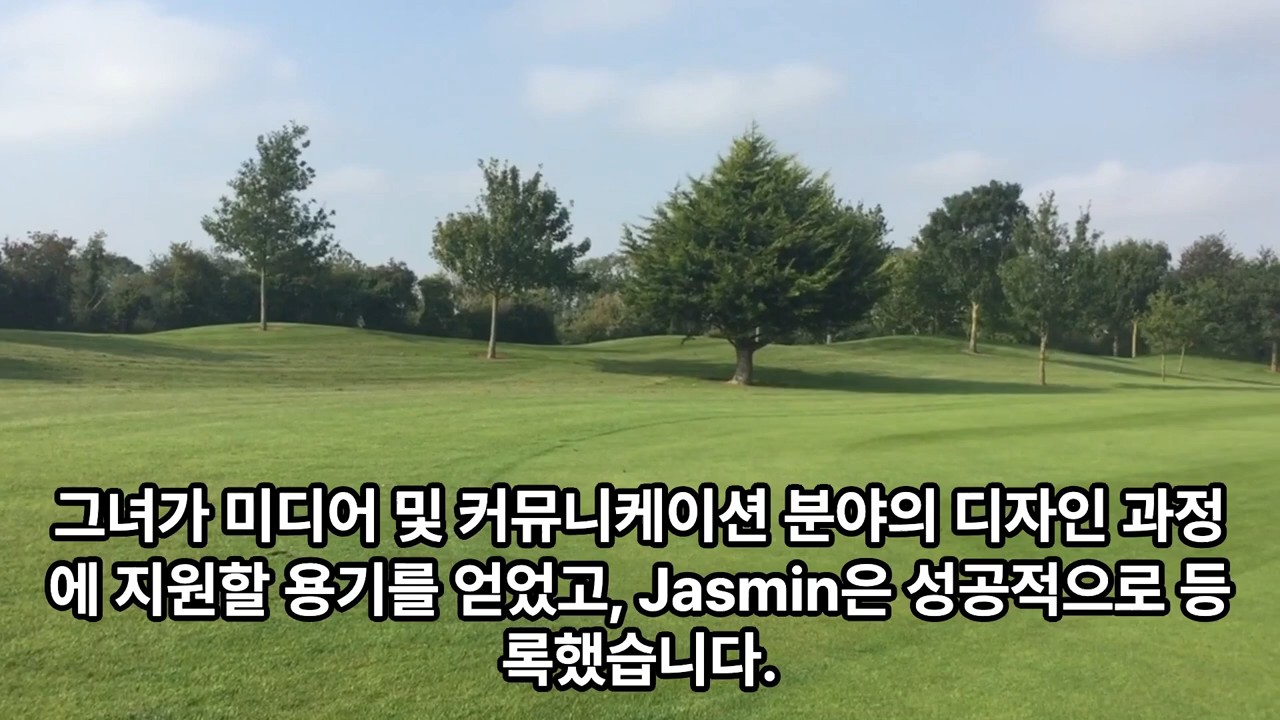 그녀가 미디어 및 커뮤니케이션 분야의 디자인 과정
에 지원할 용기를 얻었고, Jasmin은 성공적으로 등
록했습니다.